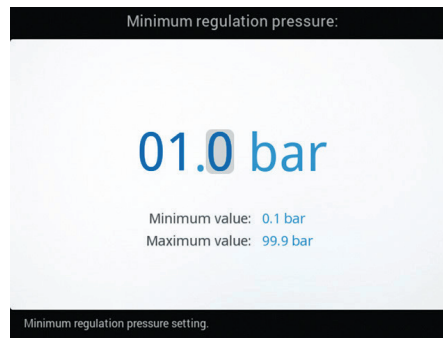 Minimum regulation pressure:
01.0 bar
Minimum value: 0.1 bar
Maximum value: 99.9 bar
Minimum regulation pressure setting.